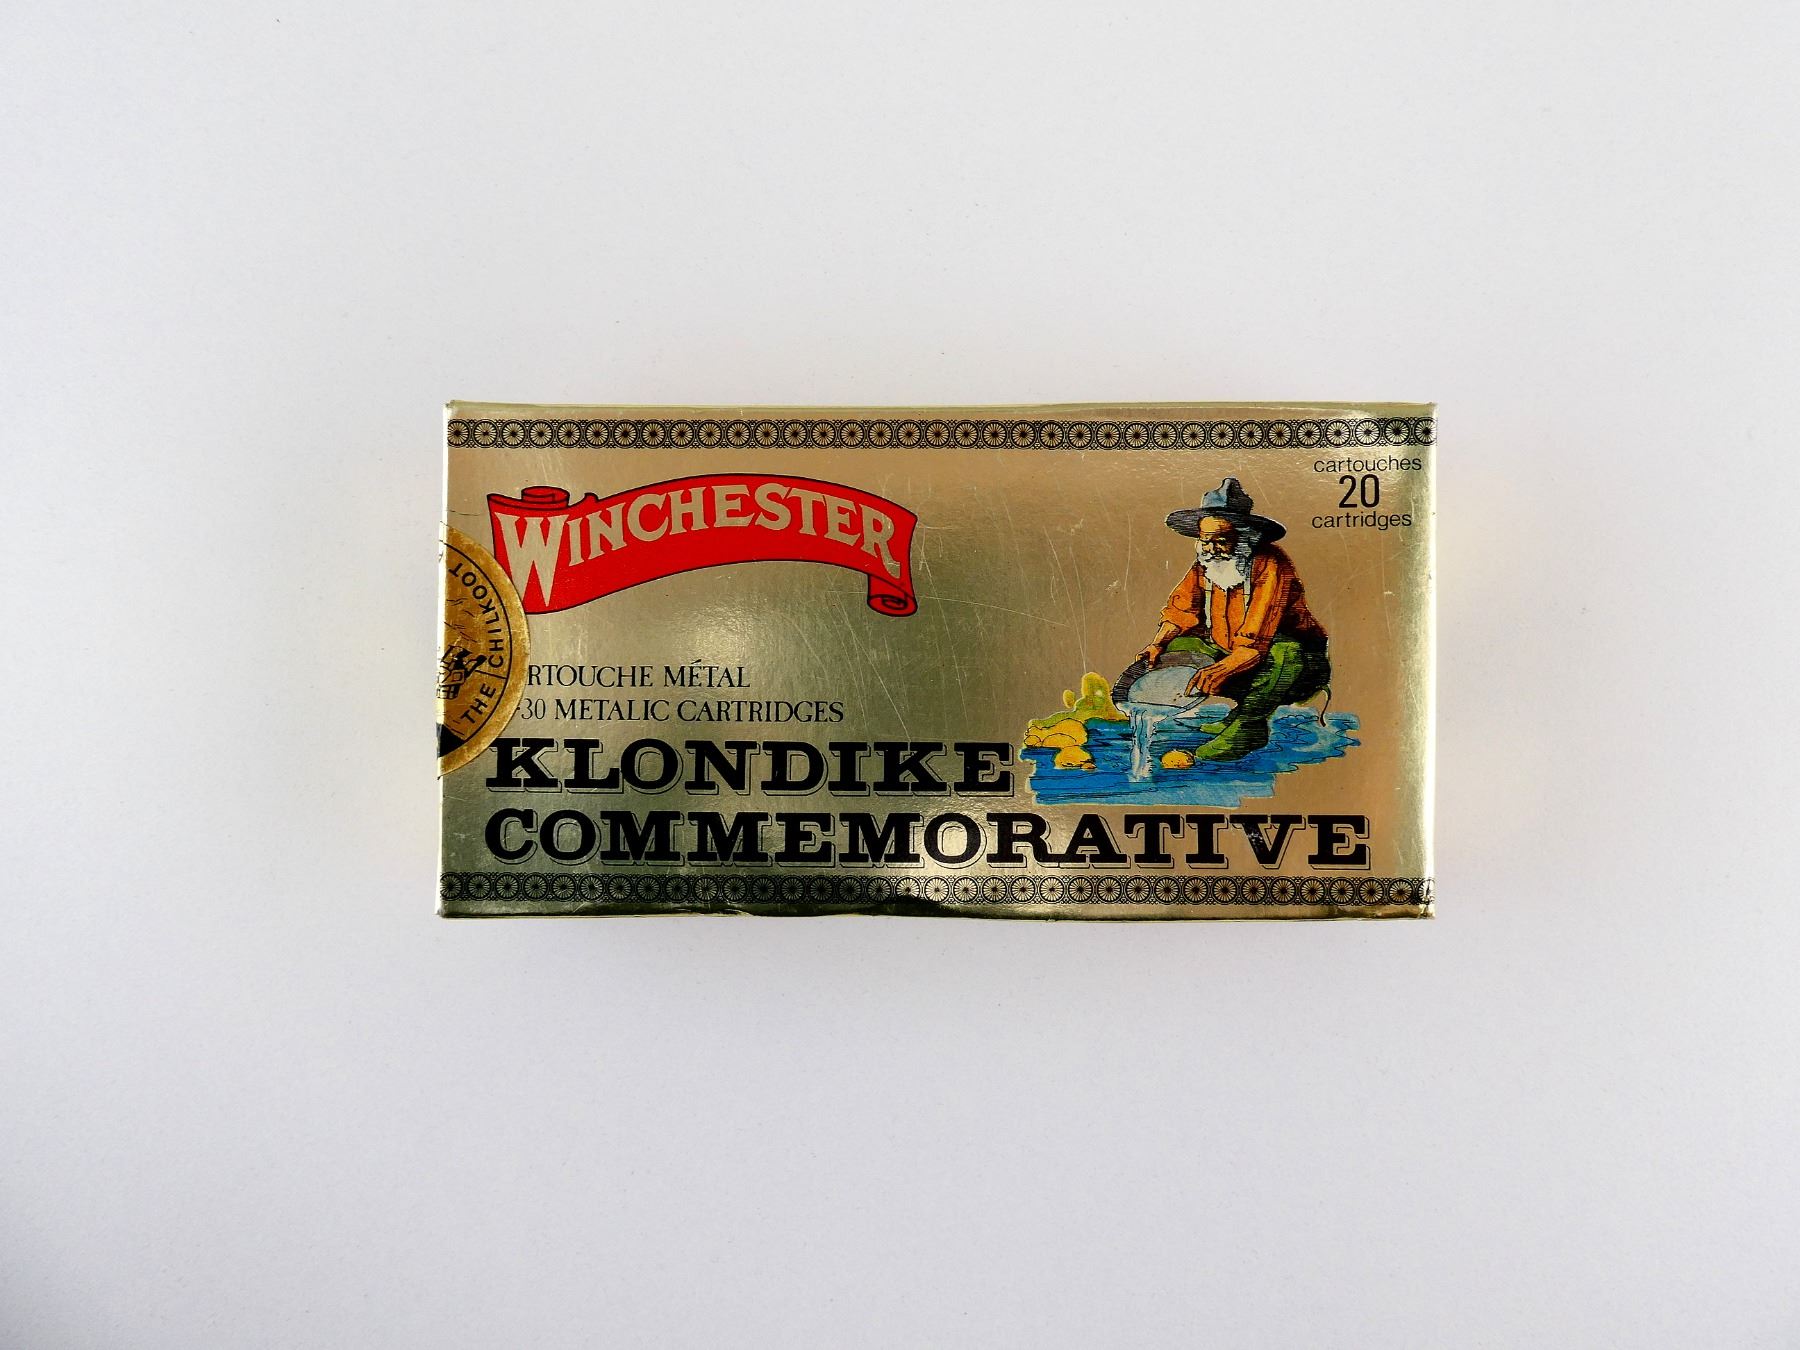 WINCHESTER
cartouches
20
cartridges
THE CHILKOOT
RTOUCHE MÉTAL
-30 METALIC CARTRIDGES
KLONDIKE
COMMEMORATIVE